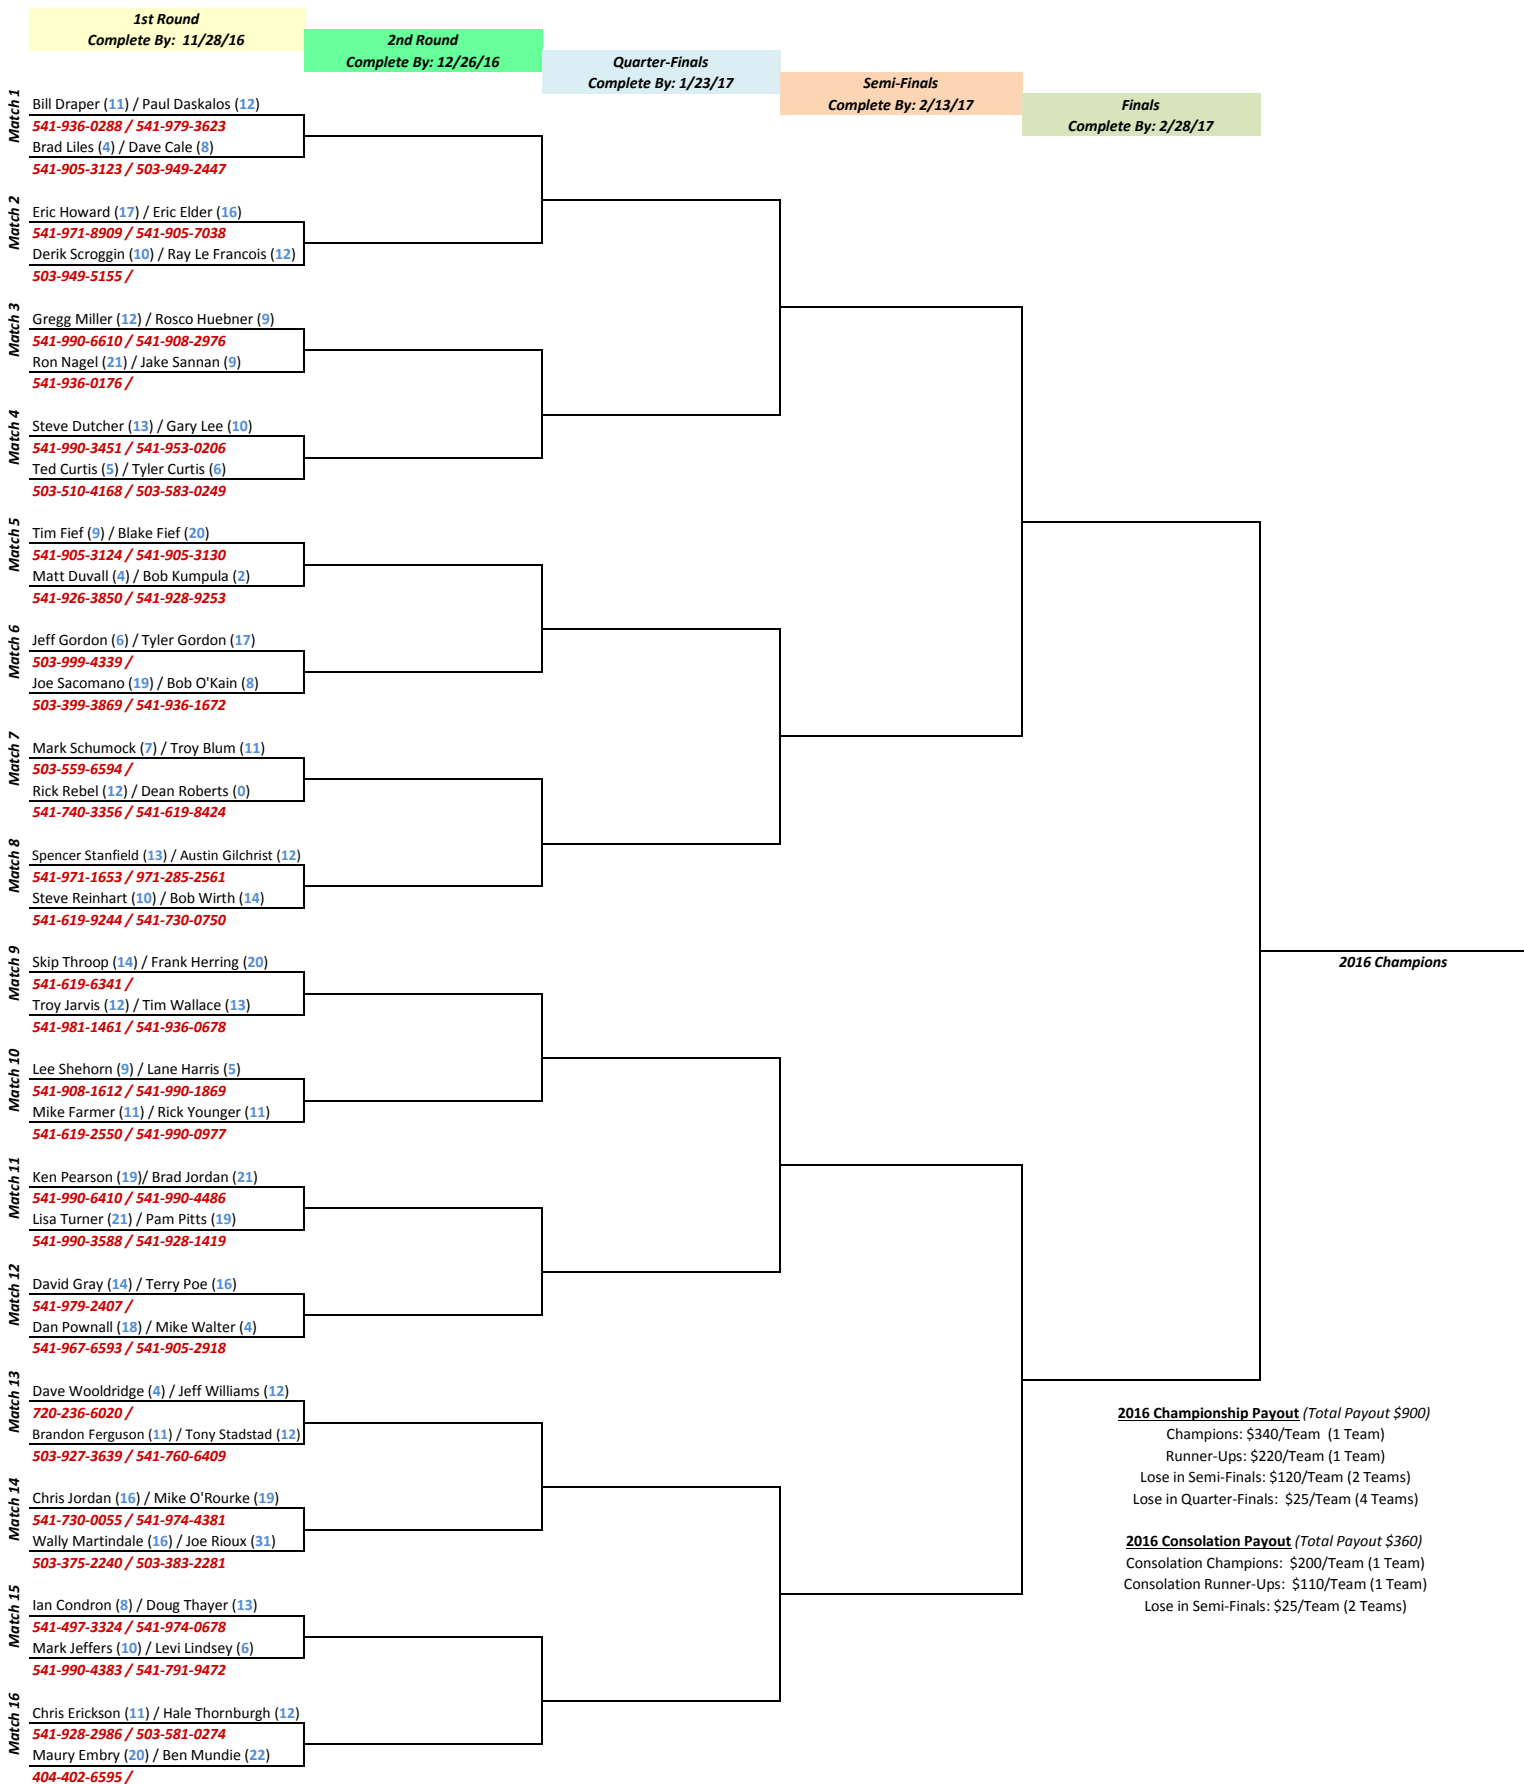 1st Round
Complete By:  11/28/16
2nd Round
Complete By: 12/26/16
Quarter-Finals
Complete By: 1/23/17
Semi-Finals
Complete By: 2/13/17
Finals
Complete By: 2/28/17
Match 1
Bill Draper (11) / Paul Daskalos (12)
541-936-0288 / 541-979-3623
Brad Liles (4) / Dave Cale (8)
541-905-3123 / 503-949-2447
Match 2
Eric Howard (17) / Eric Elder (16)
541-971-8909 / 541-905-7038
Derik Scroggin (10) / Ray Le Francois (12)
503-949-5155 /
Match 3
Gregg Miller (12) / Rosco Huebner (9)
541-990-6610 / 541-908-2976
Ron Nagel (21) / Jake Sannan (9)
541-936-0176 /
Match 4
Steve Dutcher (13) / Gary Lee (10)
541-990-3451 / 541-953-0206
Ted Curtis (5) / Tyler Curtis (6)
503-510-4168 / 503-583-0249
Match 5
Tim Fief (9) / Blake Fief (20)
541-905-3124 / 541-905-3130
Matt Duvall (4) / Bob Kumpula (2)
541-926-3850 / 541-928-9253
Match 6
Jeff Gordon (6) / Tyler Gordon (17)
503-999-4339 /
Joe Sacomano (19) / Bob O'Kain (8)
503-399-3869 / 541-936-1672
Match 7
Mark Schumock (7) / Troy Blum (11)
503-559-6594 /
Rick Rebel (12) / Dean Roberts (0)
541-740-3356 / 541-619-8424
Match 8
Spencer Stanfield (13) / Austin Gilchrist (12)
541-971-1653 / 971-285-2561
Steve Reinhart (10) / Bob Wirth (14)
541-619-9244 / 541-730-0750
Match 9
Skip Throop (14) / Frank Herring (20)
541-619-6341 /
Troy Jarvis (12) / Tim Wallace (13)
541-981-1461 / 541-936-0678
2016 Champions
Match 10
Lee Shehorn (9) / Lane Harris (5)
541-908-1612 / 541-990-1869
Mike Farmer (11) / Rick Younger (11)
541-619-2550 / 541-990-0977
Match 11
Ken Pearson (19)/ Brad Jordan (21)
541-990-6410 / 541-990-4486
Lisa Turner (21) / Pam Pitts (19)
541-990-3588 / 541-928-1419
Match 12
David Gray (14) / Terry Poe (16)
541-979-2407 /
Dan Pownall (18) / Mike Walter (4)
541-967-6593 / 541-905-2918
Match 13
Dave Wooldridge (4) / Jeff Williams (12)
720-236-6020 /
Brandon Ferguson (11) / Tony Stadstad (12)
503-927-3639 / 541-760-6409
Match 14
Chris Jordan (16) / Mike O'Rourke (19)
541-730-0055 / 541-974-4381
Wally Martindale (16) / Joe Rioux (31)
503-375-2240 / 503-383-2281
Match 15
Ian Condron (8) / Doug Thayer (13)
541-497-3324 / 541-974-0678
Mark Jeffers (10) / Levi Lindsey (6)
541-990-4383 / 541-791-9472
Match 16
Chris Erickson (11) / Hale Thornburgh (12)
541-928-2986 / 503-581-0274
Maury Embry (20) / Ben Mundie (22)
404-402-6595 /
2016 Championship Payout (Total Payout $900)
Champions: $340/Team  (1 Team)
Runner-Ups: $220/Team (1 Team)
Lose in Semi-Finals: $120/Team (2 Teams)
Lose in Quarter-Finals:  $25/Team (4 Teams)
2016 Consolation Payout (Total Payout $360)
Consolation Champions:  $200/Team (1 Team)
Consolation Runner-Ups:  $110/Team (1 Team)
Lose in Semi-Finals: $25/Team (2 Teams)